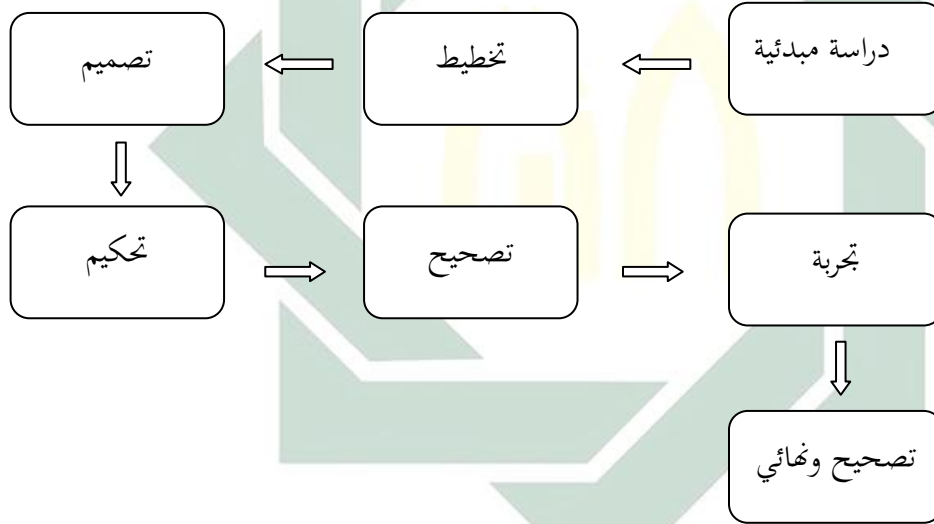 دراسة مبدئية
تخطيط
تصميم
تحكيم
تصحيح
تجربة
تصحيح ونهائي